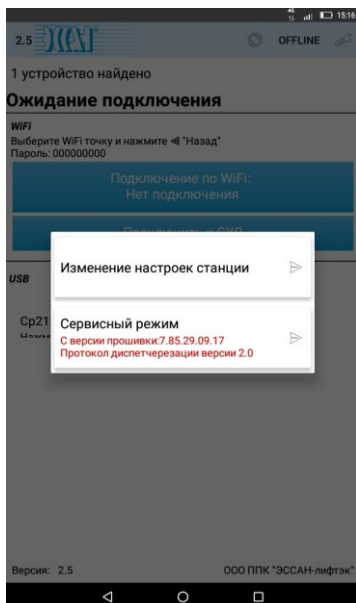 4G 15:16
2.5 OFFLINE
1 устройство найдено
Ожидание подключения
WiFi
Выберите WiFi точку и нажмите "Назад"
Пароль: 000000000
Подключение по WiFi:
Нет подключения
Изменение настроек станции
USB
Cp21
Сервисный режим
С версии прошивки:7.85.29.09.17
Протокол диспетчерезации версии 2.0
Версия: 2.5 ООО ППК "ЭССАН-лифтэк"